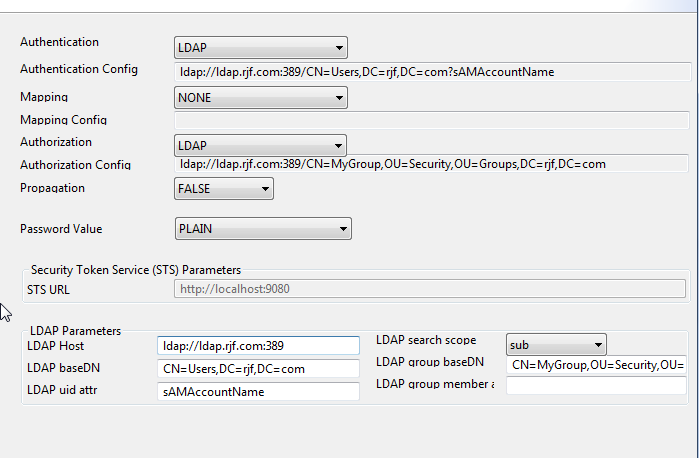 Authentication LDAP
Authentication Config ldap://ldap.rjf.com:389/CN=Users,DC=rjf,DC=com?sAMAccountName
Mapping NONE
Mapping Config
Authorization LDAP
Authorization Config ldap://ldap.rjf.com:389/CN=MyGroup,OU=Security,OU=Groups,DC=rjf,DC=com
Propagation FALSE
Password Value PLAIN
Security Token Service (STS) Parameters
STS URL http://localhost:9080
LDAP Parameters
LDAP Host ldap://ldap.rjf.com:389 LDAP search scope sub
LDAP baseDN CN=Users,DC=rjf,DC=com LDAP group baseDN CN=MyGroup,OU=Security,OU=
LDAP uid attr sAMAccountName LDAP group member a